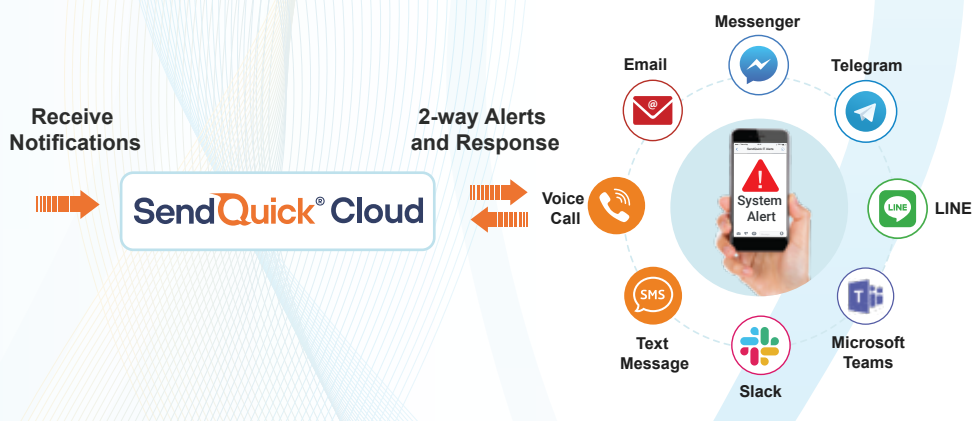 Receive
Notifications
SendQuick® Cloud
2-way Alerts
and Response
Messenger
Email
@
Telegram
Voice
Call
System
Alert
LINE
LINE
SMS
Text
Message
T
Microsoft
Teams
Slack